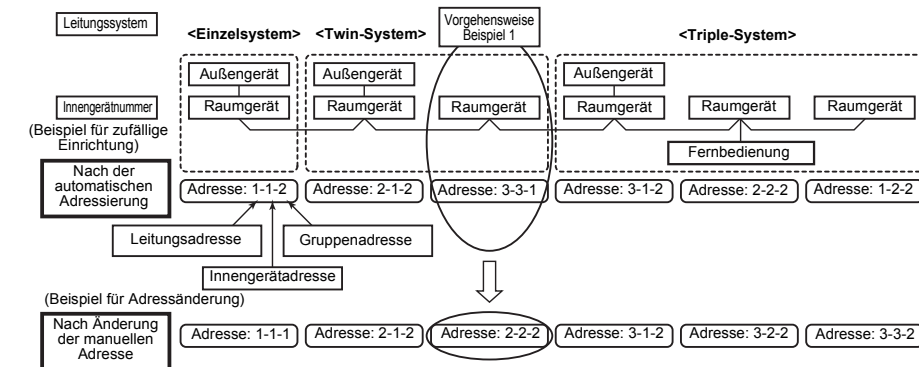 Leitungssystem
<Einzelsystem>
<Twin-System>
Vorgehensweise
Beispiel 1
<Triple-System>
Außengerät
Außengerät
Außengerät
Innengerätnummer
Raumgerät
Raumgerät
Raumgerät
Raumgerät
Raumgerät
Raumgerät
(Beispiel für zufällige
Einrichtung)
Fernbedienung
Nach der
automatischen
Adressierung
Adresse: 1-1-2
Adresse: 2-1-2
Adresse: 3-3-1
Adresse: 3-1-2
Adresse: 2-2-2
Adresse: 1-2-2
Leitungsadresse
Gruppenadresse
Innengerätadresse
(Beispiel für Adressänderung)
Nach Änderung
der manuellen
Adresse
Adresse: 1-1-1
Adresse: 2-1-2
Adresse: 2-2-2
Adresse: 3-1-2
Adresse: 3-2-2
Adresse: 3-3-2